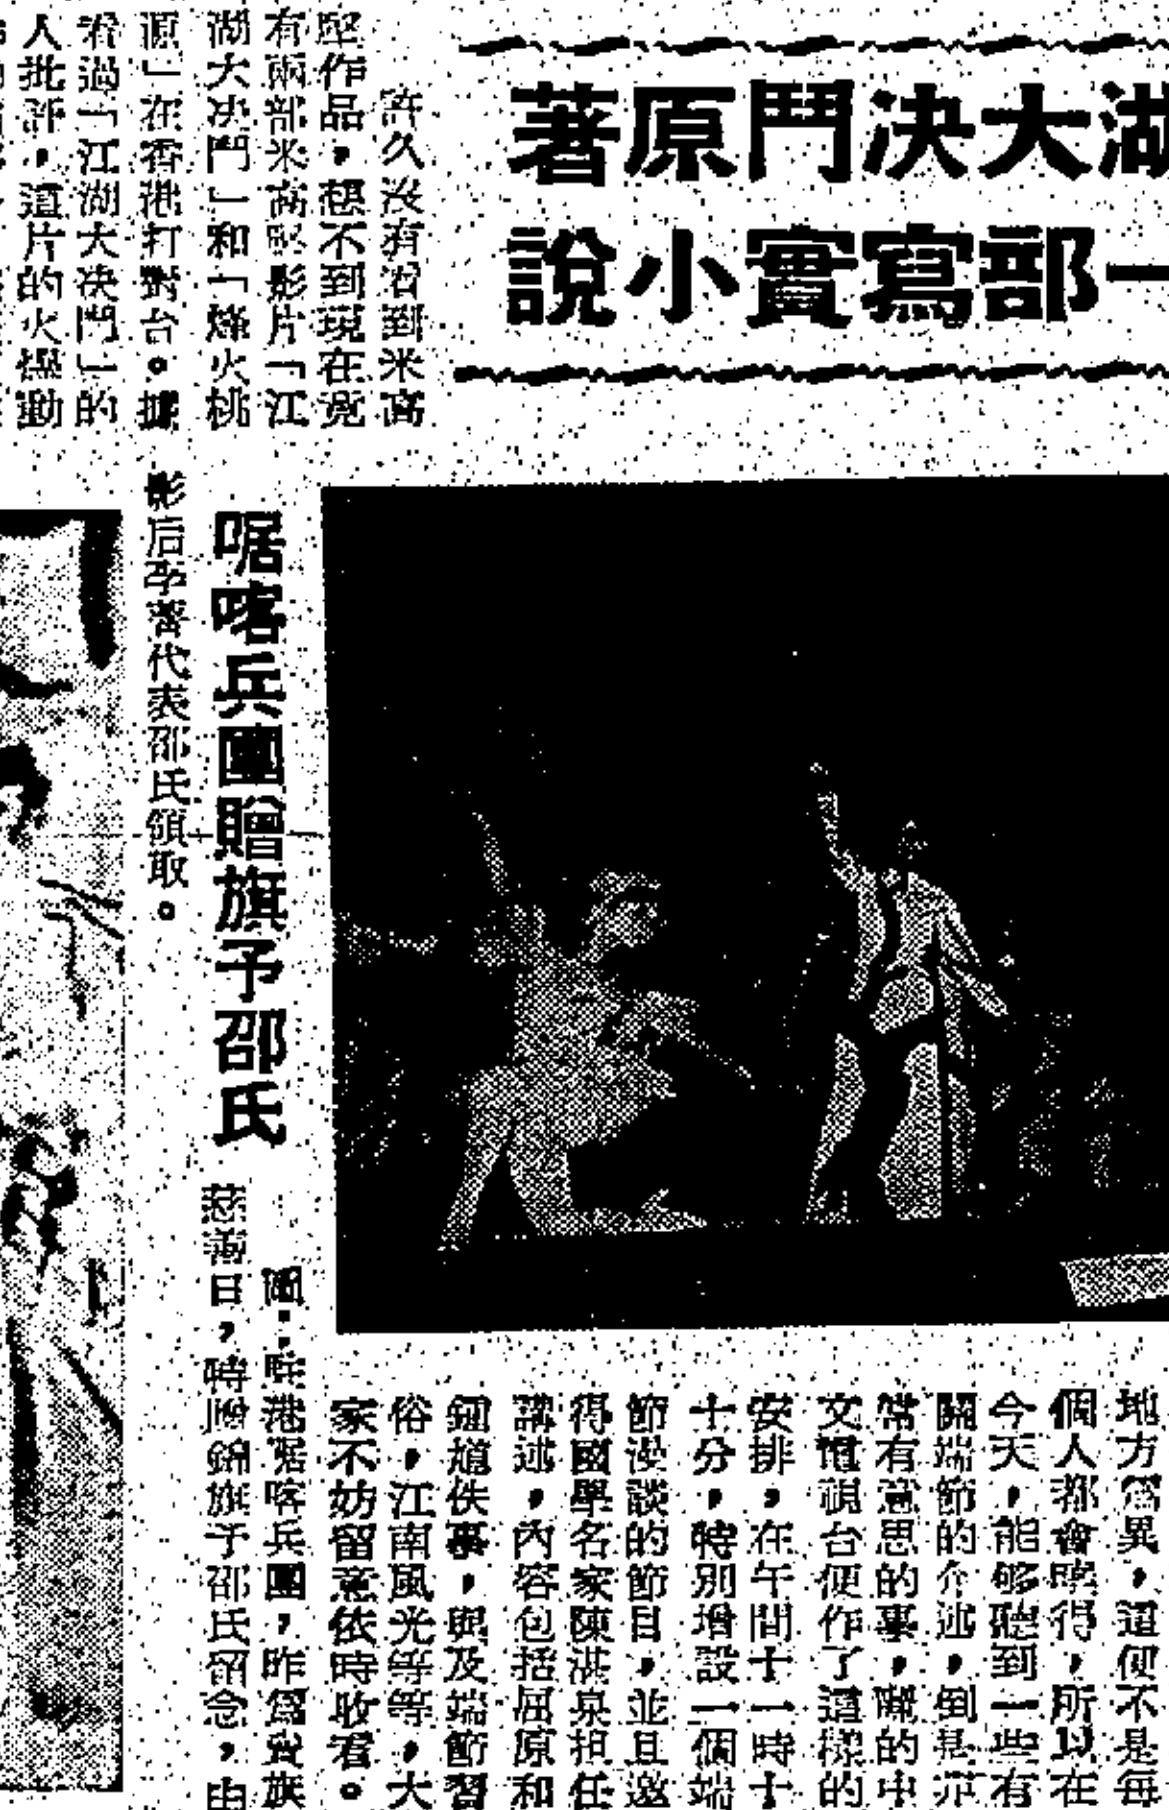 湖大决鬥原著
一部寫實小說
許久沒有看到米高
堅作品，想不到現在竟
有兩部米高堅影片「江
湖大决鬥」和「烽火桃
源」在香港打對台。據
看過「江湖大决鬥」的
人批評，這片的火爆動
地方爲異，這便不是每
個人都會曉得，所以在
今天，能够聽到一些有
關端節的介述，倒是
常有意思的事，麗的中
文電視台便作了這樣的
安排，在午間十一時十
十分，特別增設一個端
節漫談的節目，並且邀
得國學名家陳湛泉担任
講述，內容包括屈原和
鍾馗佚事，與及端節習
俗，江南風光等等，大
家不妨留意依時收看。
啹喀兵團贈旗予邵氏
圖：駐港啹喀兵團，昨爲賣旗
慈善日，特贈錦旗予邵氏留念，由
影后李菁代表邵氏領取。